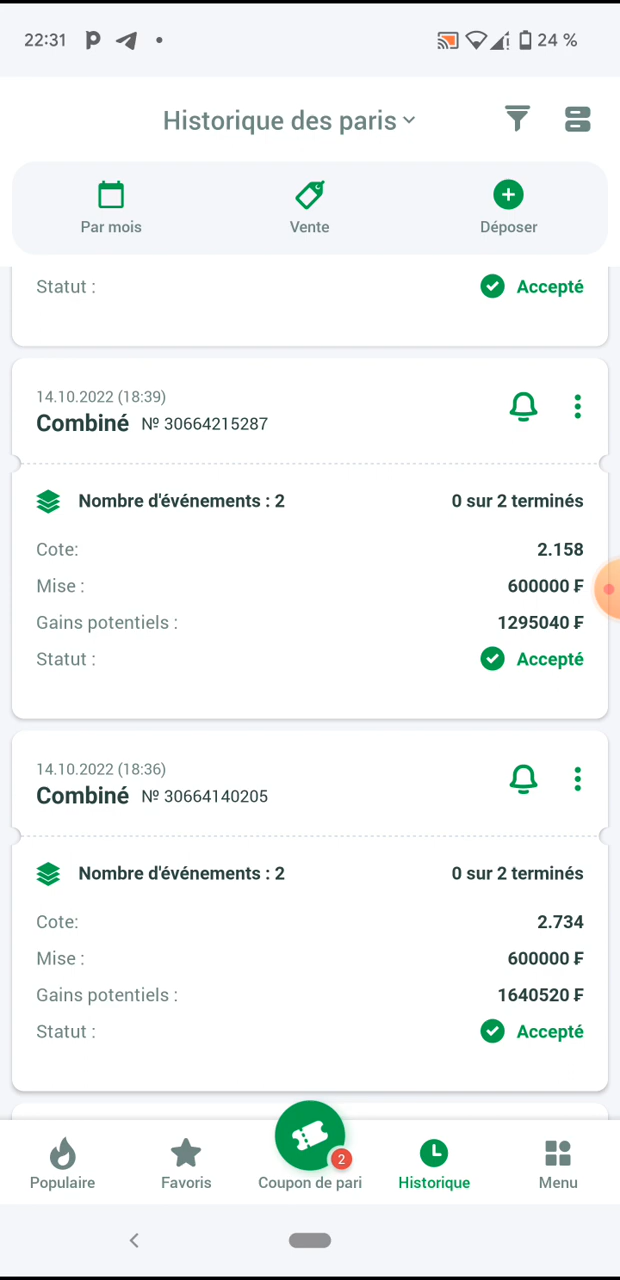 22:31 24 %
Historique des paris
Par mois Vente Déposer
Statut : Accepté
14.10.2022 (18:39)
Combiné № 30664215287
Nombre d'événements : 2 0 sur 2 terminés
Cote: 2.158
Mise : 600000 ₣
Gains potentiels : 1295040 ₣
Statut : Accepté
14.10.2022 (18:36)
Combiné № 30664140205
Nombre d'événements : 2 0 sur 2 terminés
Cote: 2.734
Mise : 600000 ₣
Gains potentiels : 1640520 ₣
Statut : Accepté
2
Populaire Favoris Coupon de pari Historique Menu